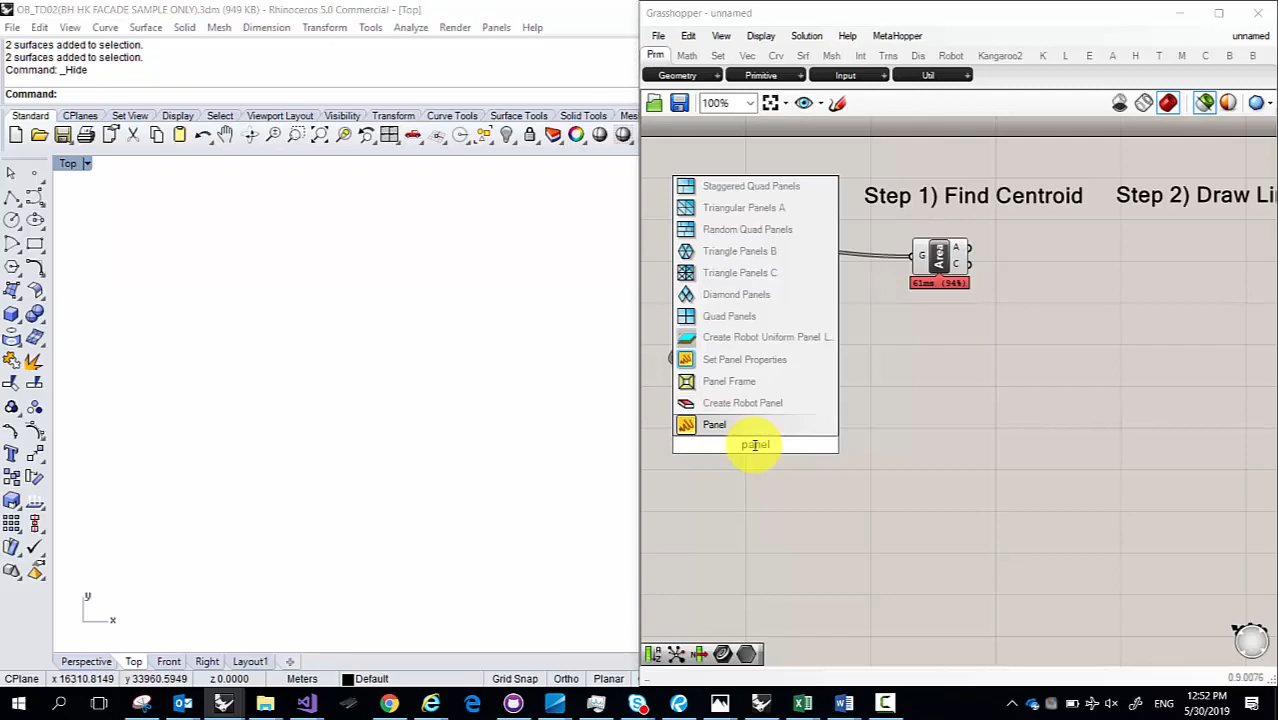 OB_TD02(BH HK FACADE SAMPLE ONLY).3dm (949 KB) - Rhinoceros 5.0 Commercial - [Top]
File Edit View Curve Surface Solid Mesh Dimension Transform Tools Analyze Render Panels Help
2 surfaces added to selection.
2 surfaces added to selection.
Command: _Hide
Command:
Standard CPlanes Set View Display Select Viewport Layout Visibility Transform Curve Tools Surface Tools Solid Tools Mes
Top
y
x
Perspective Top Front Right Layout1
CPlane x 16310.8149 y 33960.5949 z 0.0000 Meters Default Grid Snap Ortho Planar
Grasshopper - unnamed
File Edit View Display Solution Help MetaHopper unnamed
Prm Math Set Vec Crv Srf Msh Int Trns Dis Robot Kangaroo2 K L E A H T M C B B
Geometry Primitive Input Util
100%
Staggered Quad Panels
Triangular Panels A
Random Quad Panels
Triangle Panels B
Triangle Panels C
Diamond Panels
Quad Panels
Create Robot Uniform Panel L...
Set Panel Properties
Panel Frame
Create Robot Panel
Panel
panel
Step 1) Find Centroid
Step 2) Draw Li
G Area A C
61ms (94%)
0.9.0076
12:52 PM
5/30/2019